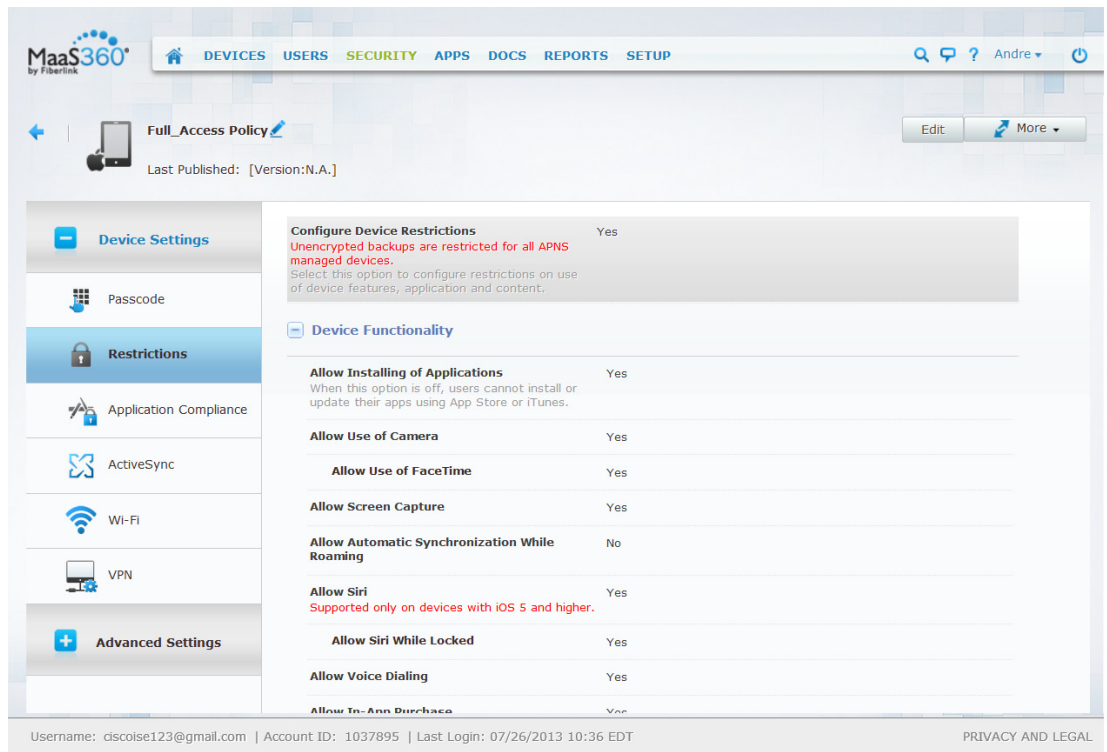 MaaS360
by Fiberlink
DEVICES USERS SECURITY APPS DOCS REPORTS SETUP
? Andre
Full_Access Policy
Last Published: [Version:N.A.]
Edit
More
Device Settings
Passcode
Restrictions
Application Compliance
ActiveSync
Wi-Fi
VPN
Advanced Settings
Configure Device Restrictions Yes
Unencrypted backups are restricted for all APNS
managed devices.
Select this option to configure restrictions on use
of device features, application and content.
Device Functionality
Allow Installing of Applications Yes
When this option is off, users cannot install or
update their apps using App Store or iTunes.
Allow Use of Camera Yes
Allow Use of FaceTime Yes
Allow Screen Capture Yes
Allow Automatic Synchronization While No
Roaming
Allow Siri Yes
Supported only on devices with iOS 5 and higher.
Allow Siri While Locked Yes
Allow Voice Dialing Yes
Allow In-App Purchase Yes
Username: ciscoise123@gmail.com | Account ID: 1037895 | Last Login: 07/26/2013 10:36 EDT
PRIVACY AND LEGAL